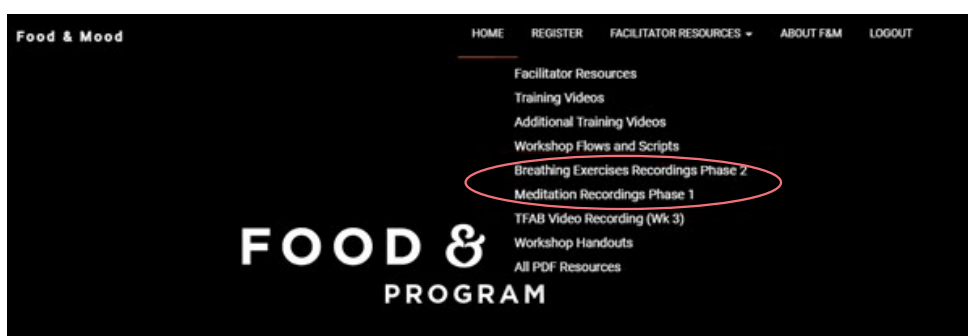 Food & Mood
HOME REGISTER FACILITATOR RESOURCES ABOUT F&M LOGOUT
Facilitator Resources
Training Videos
Additional Training Videos
Workshop Flows and Scripts
Breathing Exercises Recordings Phase 2
Meditation Recordings Phase 1
TFAB Video Recording (Wk 3)
Workshop Handouts
All PDF Resources
FOOD &
PROGRAM